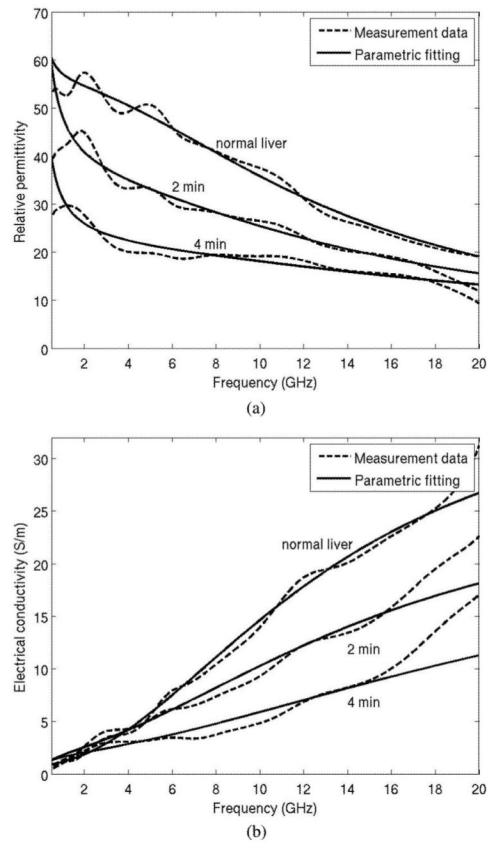 70
60
50
40
30
20
10
0
Relative permittivity
Measurement data
Parametric fitting
normal liver
2 min
4 min
2 4 6 8 10 12 14 16 18 20
Frequency (GHz)
(a)
30
25
20
15
10
5
0
Electrical conductivity (S/m)
Measurement data
Parametric fitting
normal liver
2 min
4 min
2 4 6 8 10 12 14 16 18 20
Frequency (GHz)
(b)